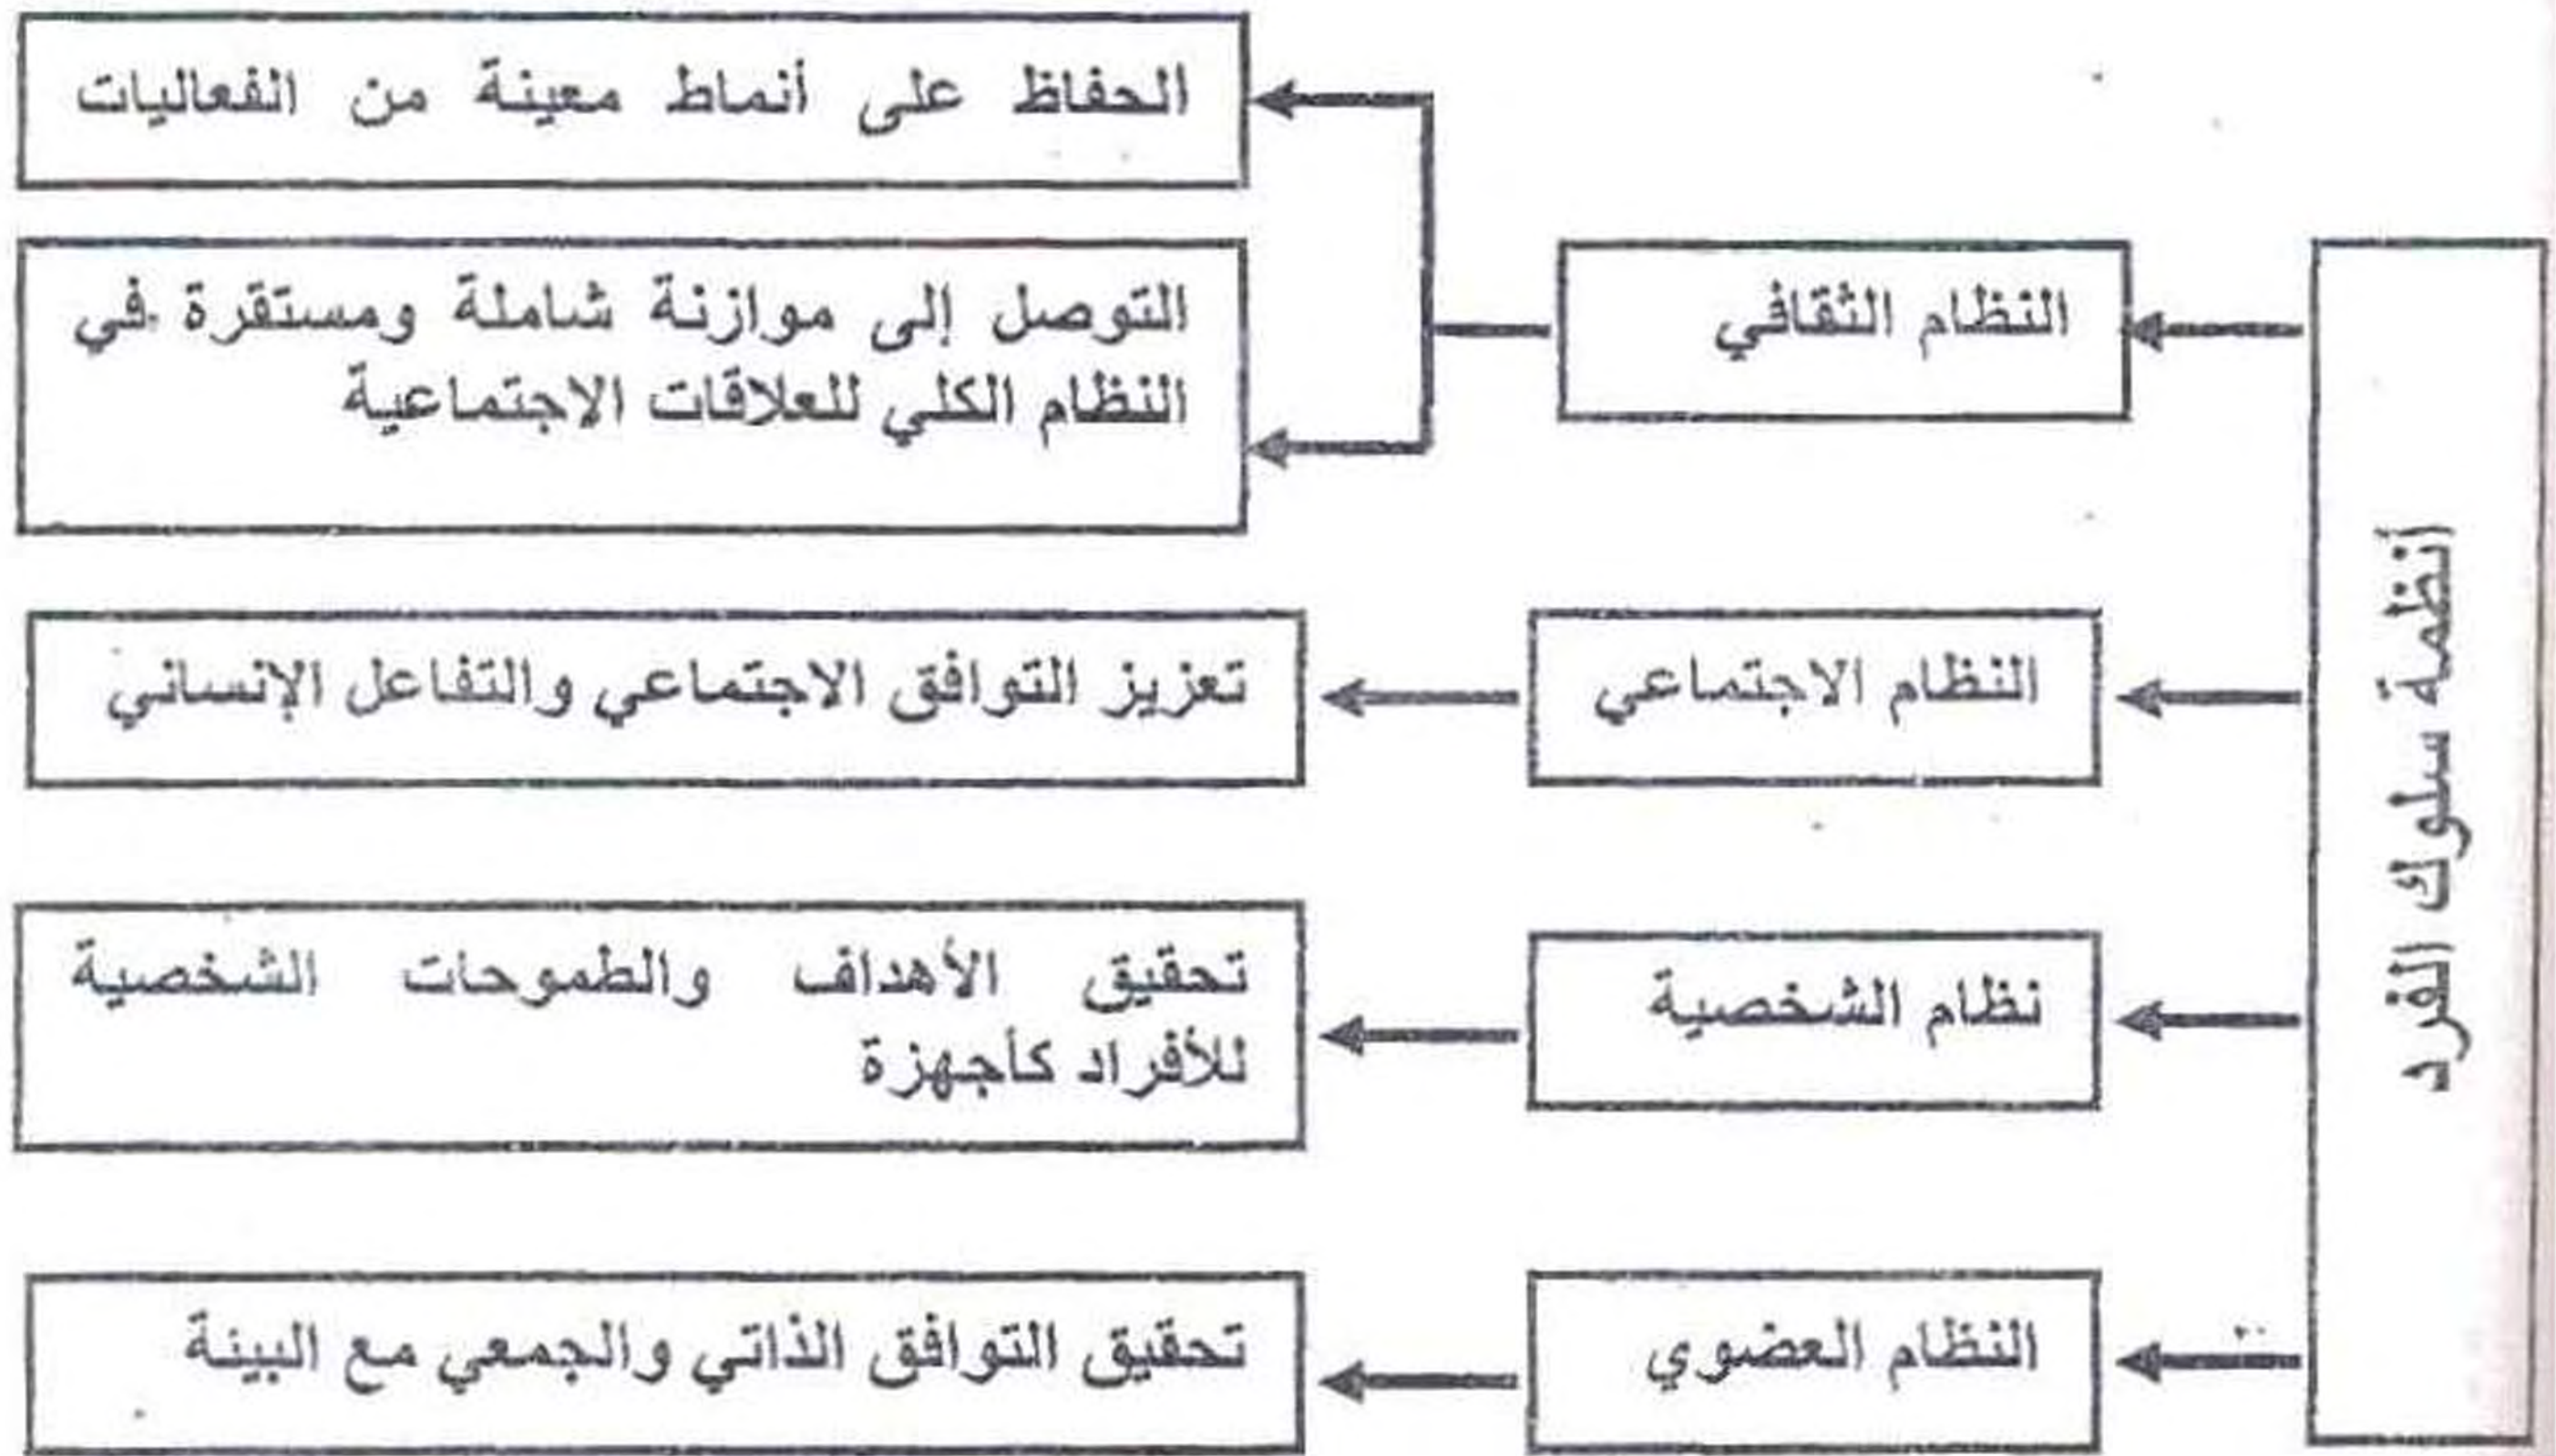 أنظمة سلوك الفرد
النظام الثقافي
الحفاظ على أنماط معينة من الفعاليات
التوصل إلى موازنة شاملة ومستقرة في
النظام الكلي للعلاقات الاجتماعية
النظام الاجتماعي
تعزيز التوافق الاجتماعي والتفاعل الإنساني
نظام الشخصية
تحقيق الأهداف والطموحات الشخصية
للأفراد كأجهزة
النظام العضوي
تحقيق التوافق الذاتي والجمعي مع البيئة